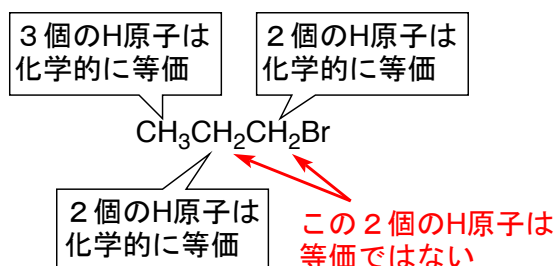 ３個のH原子は
化学的に等価
２個のH原子は
化学的に等価
CH₃CH₂CH₂Br
２個のH原子は
化学的に等価
この２個のH原子は
等価ではない